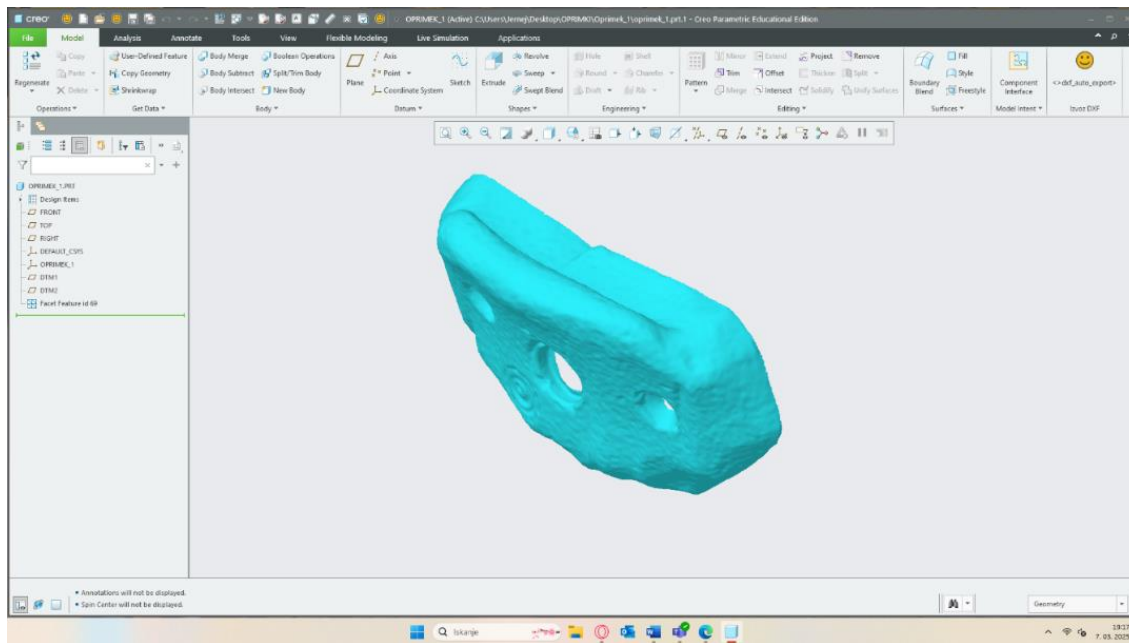 creo OPRIMEK_1 (Active) C:\Users\Jernej\Desktop\OPRIMKI\Oprimek_1\oprimek_1.prt.1 - Creo Parametric Educational Edition
File Model Analysis Annotate Tools View Flexible Modeling Live Simulation Applications
Copy User-Defined Feature Body Merge Boolean Operations Axis Revolve Hole Shell Mirror Extend Project Remove Fill
Regenerate Paste Copy Geometry Body Subtract Split/Trim Body Plane Point Sketch Extrude Sweep Round Chamfer Pattern Trim Offset Thicken Split Boundary Blend Style Component Interface <>dxf_auto_export>
Delete Shrinkwrap Body Intersect New Body Coordinate System Swept Blend Draft Rib Merge Intersect Solidify Unify Surfaces Freestyle
Operations Get Data Body Datum Shapes Engineering Editing Surfaces Model Intent Izvoz DXF
OPRIMEK_1.PRT
Design Items
FRONT
TOP
RIGHT
DEFAULT_CSYS
OPRIMEK_1
DTM1
DTM2
Facet Feature id 69
• Annotations will not be displayed.
• Spin Center will not be displayed.
Geometry
Iskanje
19:17
7. 03. 2025